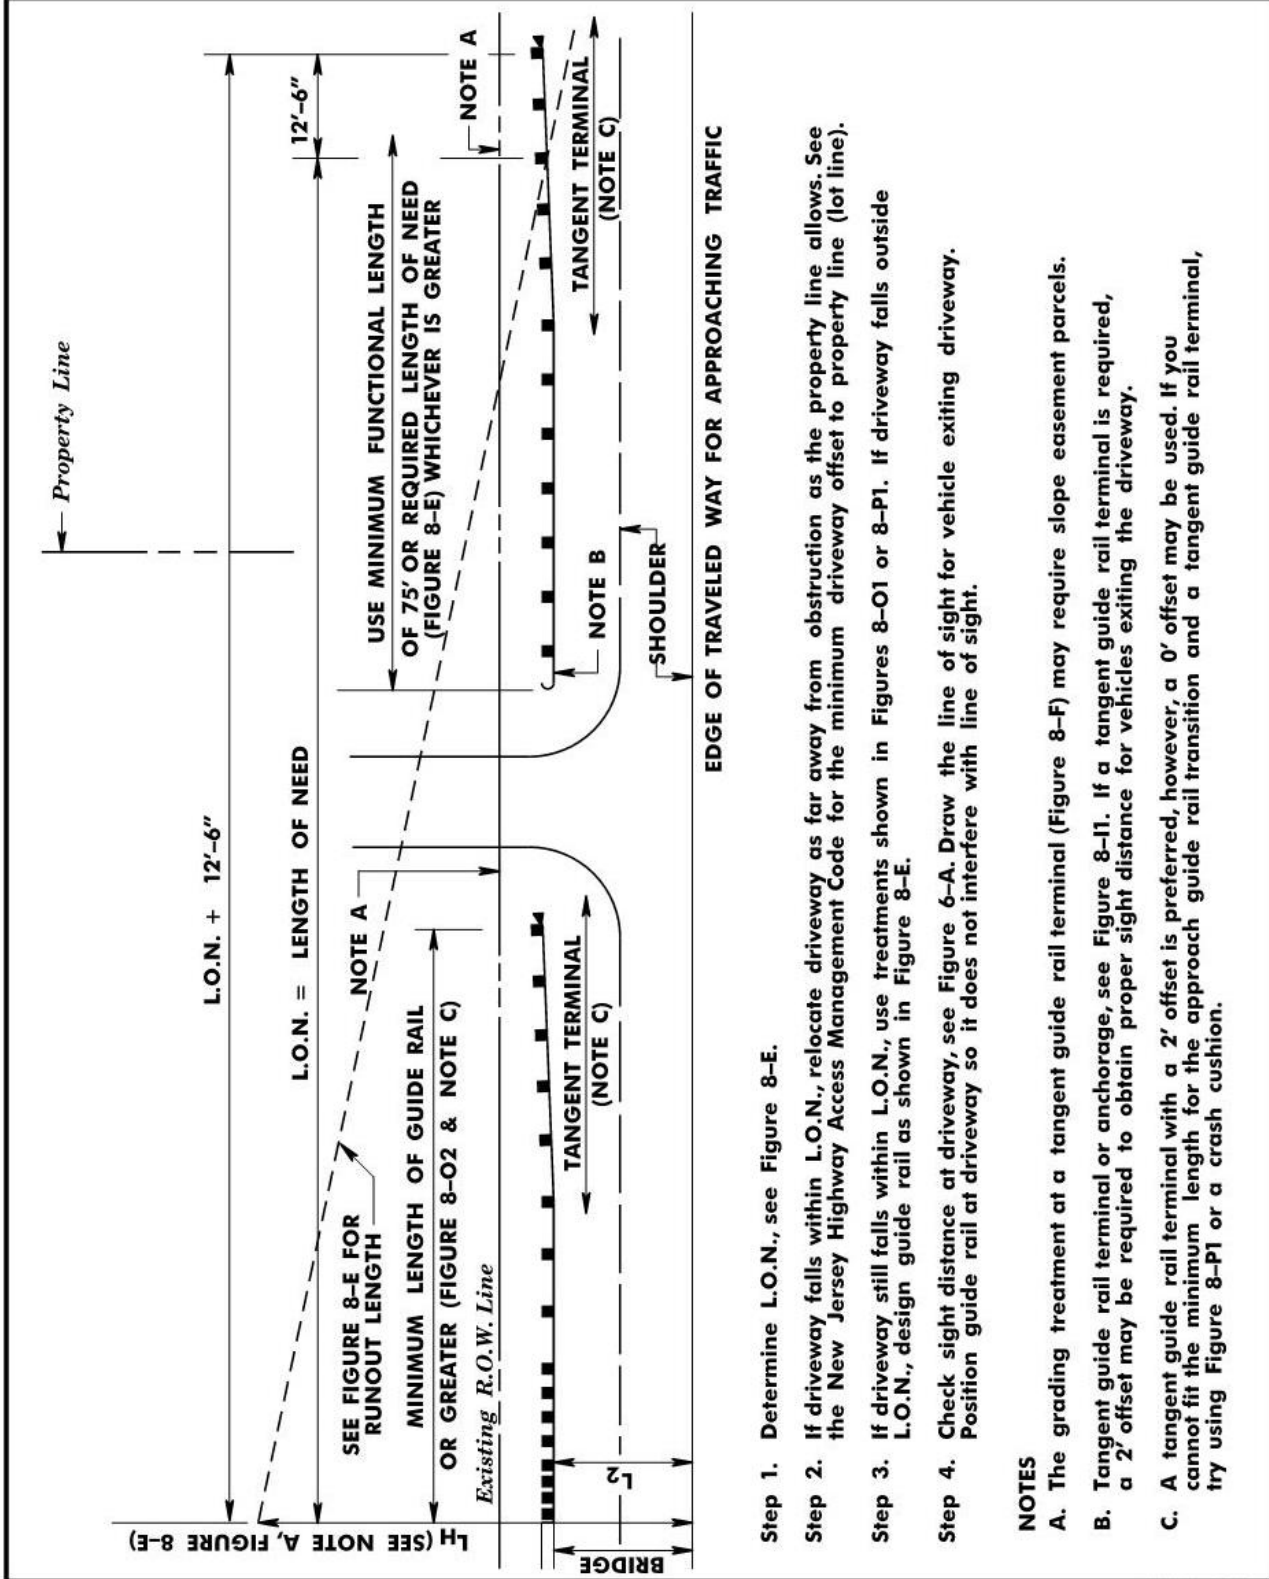 Property Line
L.O.N. + 12'-6"
12'-6"
L.O.N. = LENGTH OF NEED
NOTE A
NOTE A
SEE FIGURE 8-E FOR
RUNOUT LENGTH
USE MINIMUM FUNCTIONAL LENGTH
OF 75' OR REQUIRED LENGTH OF NEED
(FIGURE 8-E) WHICHEVER IS GREATER
MINIMUM LENGTH OF GUIDE RAIL
OR GREATER (FIGURE 8-O2 & NOTE C)
Existing R.O.W. Line
LH (SEE NOTE A, FIGURE 8-E)
TANGENT TERMINAL
(NOTE C)
TANGENT TERMINAL
(NOTE C)
NOTE B
SHOULDER
L2
BRIDGE
EDGE OF TRAVELED WAY FOR APPROACHING TRAFFIC
Step 1. Determine L.O.N., see Figure 8-E.
Step 2. If driveway falls within L.O.N., relocate driveway as far away from obstruction as the property line allows. See
the New Jersey Highway Access Management Code for the minimum driveway offset to property line (lot line).
Step 3. If driveway still falls within L.O.N., use treatments shown in Figures 8-O1 or 8-P1. If driveway falls outside
L.O.N., design guide rail as shown in Figure 8-E.
Step 4. Check sight distance at driveway, see Figure 6-A. Draw the line of sight for vehicle exiting driveway.
Position guide rail at driveway so it does not interfere with line of sight.
NOTES
A. The grading treatment at a tangent guide rail terminal (Figure 8-F) may require slope easement parcels.
B. Tangent guide rail terminal or anchorage, see Figure 8-I1. If a tangent guide rail terminal is required,
a 2' offset may be required to obtain proper sight distance for vehicles exiting the driveway.
C. A tangent guide rail terminal with a 2' offset is preferred, however, a 0' offset may be used. If you
cannot fit the minimum length for the approach guide rail transition and a tangent guide rail terminal,
try using Figure 8-P1 or a crash cushion.